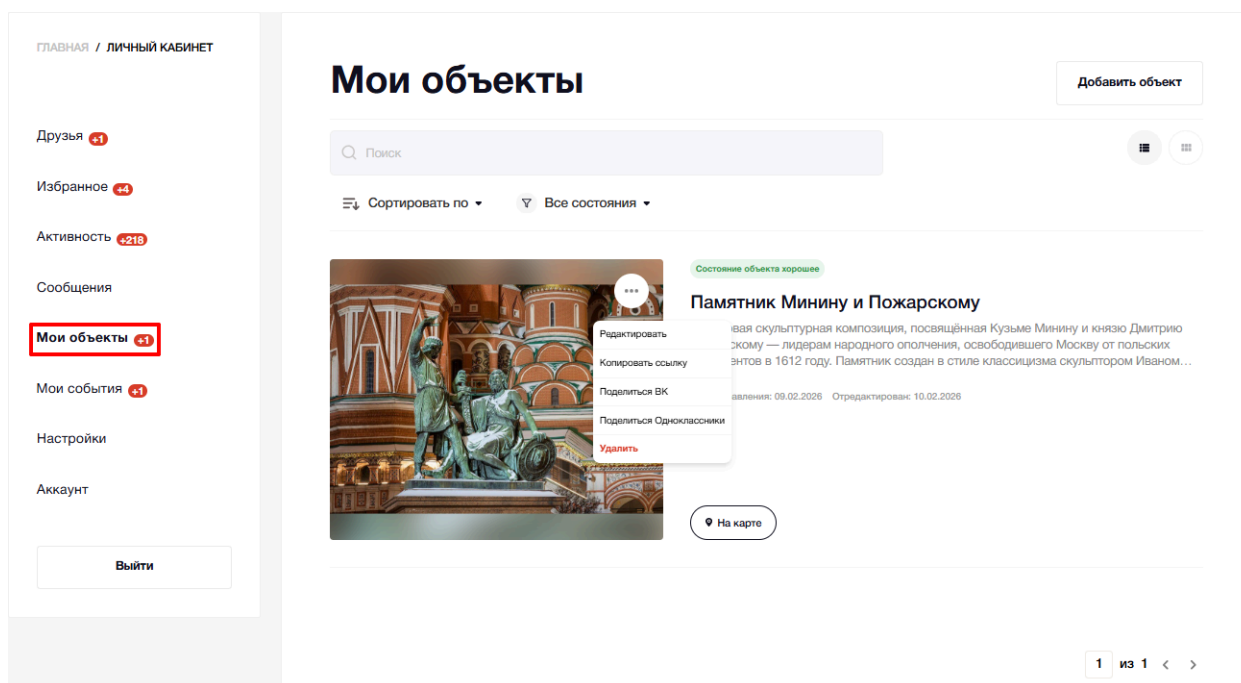 ГЛАВНАЯ / ЛИЧНЫЙ КАБИНЕТ
Друзья +1
Избранное +4
Активность +218
Сообщения
Мои объекты +1
Мои события +1
Настройки
Аккаунт
Выйти
Мои объекты
Добавить объект
Поиск
Сортировать по
Все состояния
Состояние объекта хорошее
Памятник Минину и Пожарскому
скульптурная композиция, посвящённая Кузьме Минину и князю Дмитрию
— лидерам народного ополчения, освободившего Москву от польских
в 1612 году. Памятник создан в стиле классицизма скульптором Иваном…
09.02.2026 Отредактирован: 10.02.2026
Редактировать
Копировать ссылку
Поделиться ВК
Поделиться Одноклассники
Удалить
На карте
1 из 1 < >